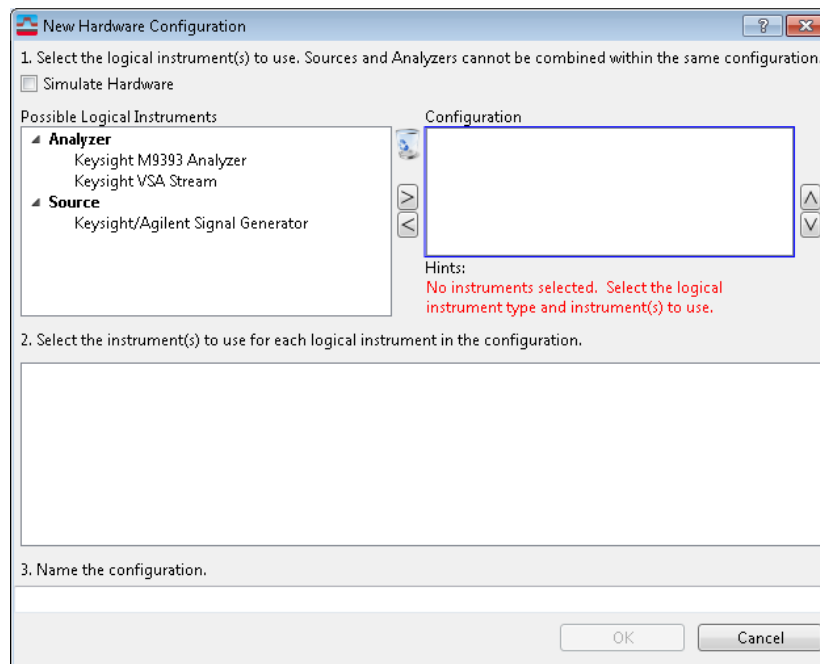 New Hardware Configuration
?
1. Select the logical instrument(s) to use. Sources and Analyzers cannot be combined within the same configuration.
Simulate Hardware
Possible Logical Instruments
Analyzer
Keysight M9393 Analyzer
Keysight VSA Stream
Source
Keysight/Agilent Signal Generator
>
<
Configuration
Hints:
No instruments selected. Select the logical
instrument type and instrument(s) to use.
2. Select the instrument(s) to use for each logical instrument in the configuration.
3. Name the configuration.
OK
Cancel